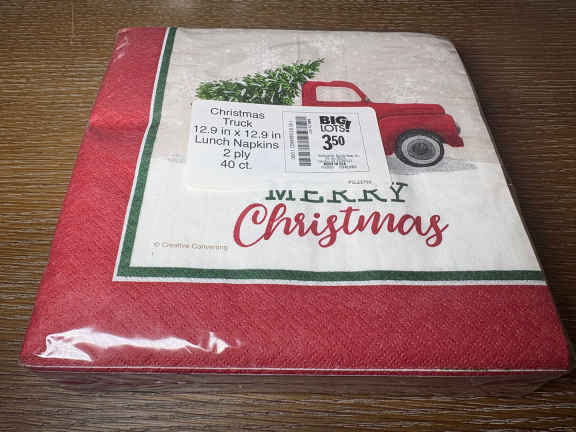 Christmas
Truck
12.9 in x 12.9 in
Lunch Napkins
2 ply
40 ct.
BIG
LOTS!
3.50
MERRY
Christmas
© Creative Converting